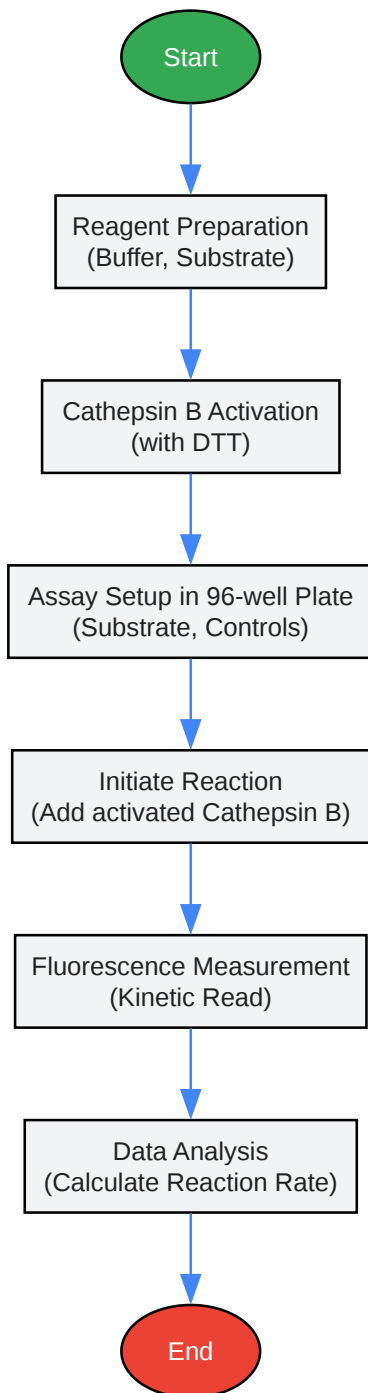 Start
Reagent Preparation
(Buffer, Substrate)
Cathepsin B Activation
(with DTT)
Assay Setup in 96-well Plate
(Substrate, Controls)
Initiate Reaction
(Add activated Cathepsin B)
Fluorescence Measurement
(Kinetic Read)
Data Analysis
(Calculate Reaction Rate)
End